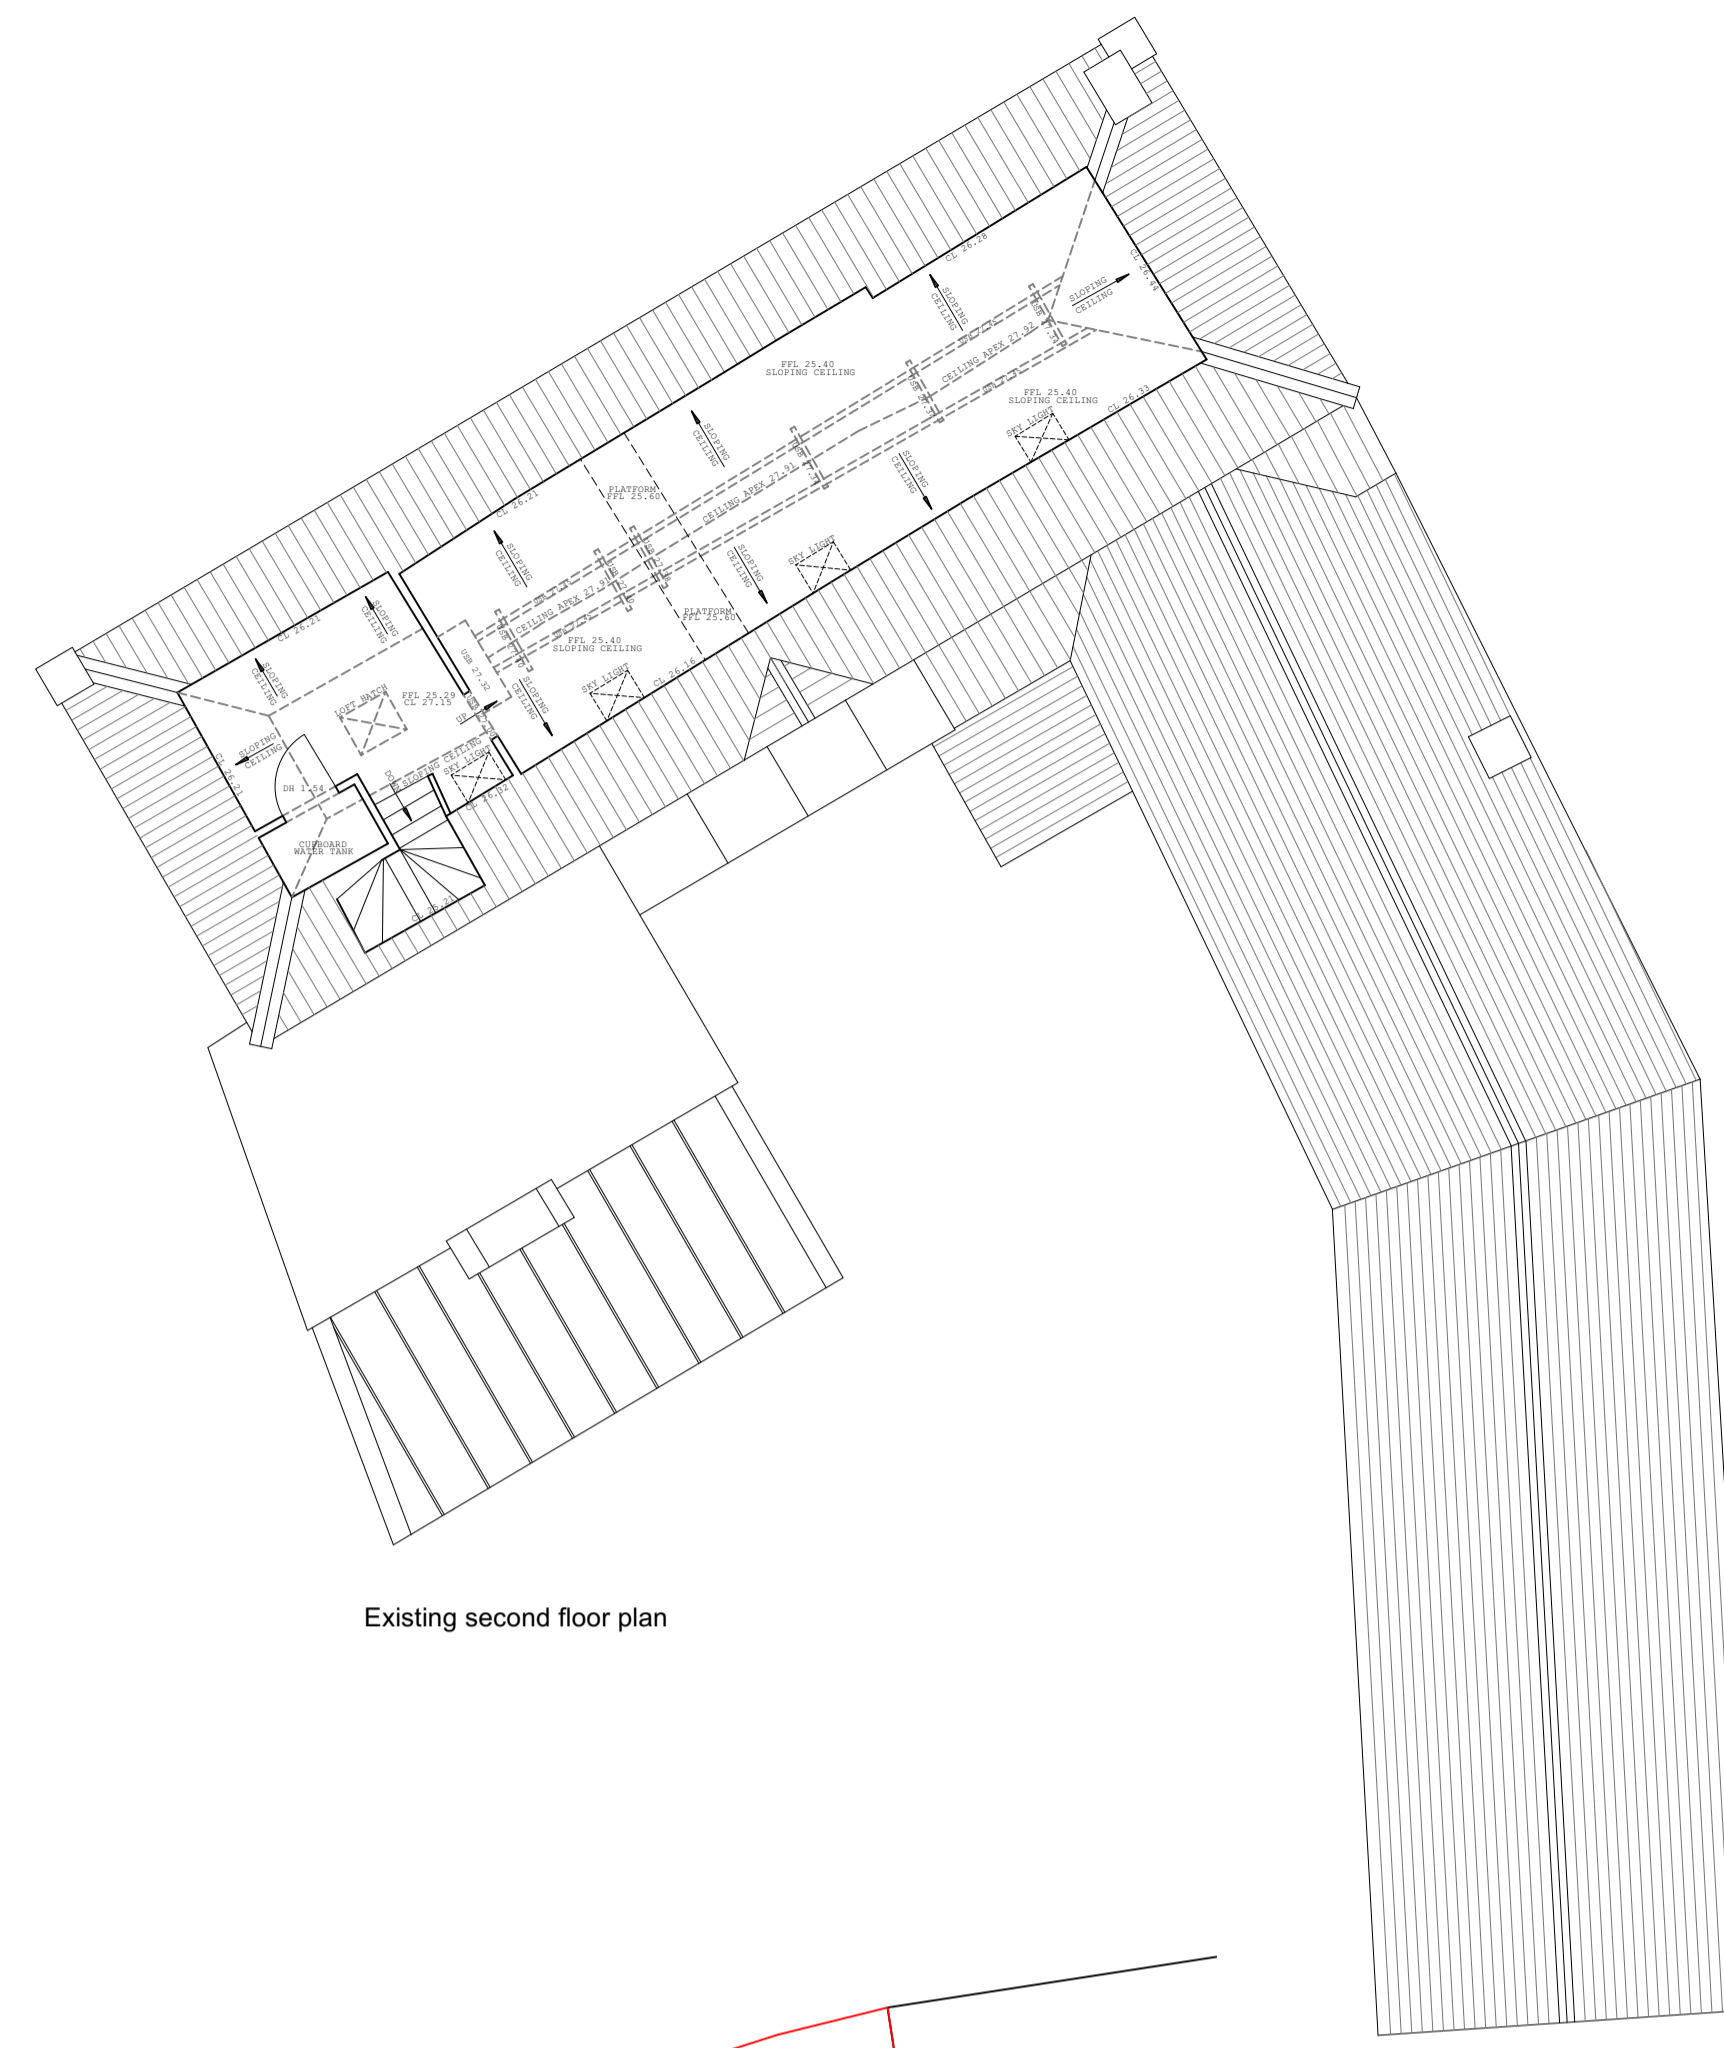 CL 26.28
CL 26.44
SLOPING
CEILING
SLOPING
CEILING
CEILING APEX 27.92
FFL 25.40
SLOPING CEILING
FFL 25.40
SLOPING CEILING
CL 26.33
SKY LIGHT
SLOPING
CEILING
SLOPING
CEILING
CEILING APEX 27.91
PLATFORM
FFL 25.60
CL 26.21
SLOPING
CEILING
SKY LIGHT
SLOPING
CEILING
CEILING APEX 27.91
PLATFORM
FFL 25.60
FFL 25.40
SLOPING CEILING
CL 26.16
SKY LIGHT
SLOPING
CEILING
CL 26.21
SLOPING
CEILING
SLOPING
CEILING
USB 27.32
LOFT HATCH
FFL 25.29
CL 27.15
UP
SLOPING
CEILING
CL 26.21
SLOPING CEILING
SKY LIGHT
DH 1.54
CUPBOARD
WATER TANK
Existing second floor plan